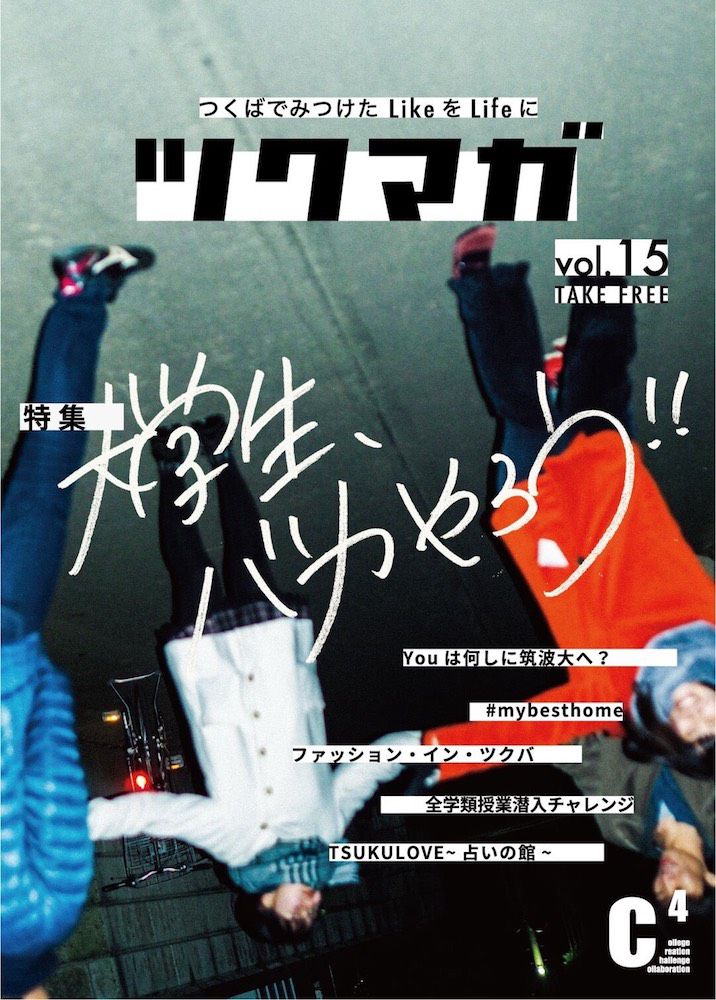 つくばでみつけた Like を Life に
ツクマガ
vol.15
TAKE FREE
特集
大学生、
バカやろう!!
You は何しに筑波大へ？
#mybesthome
ファッション・イン・ツクバ
全学類授業潜入チャレンジ
TSUKULOVE~ 占いの館 ~
C4
ollege
reation
hallenge
ollaboration